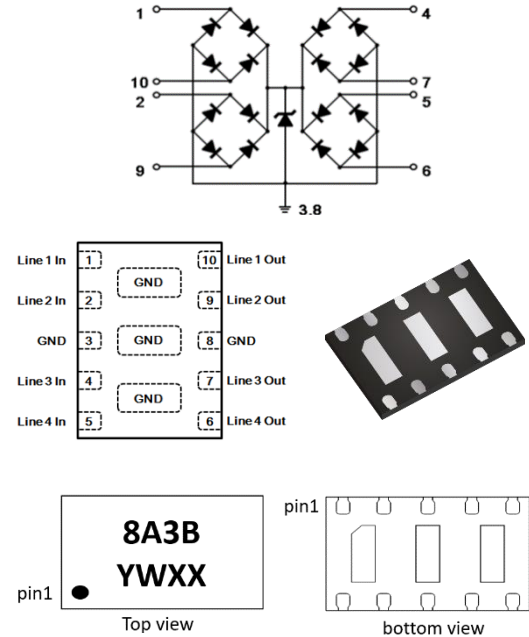 1 4
10 7
2 5
9 6
3,8
Line 1 In 1 10 Line 1 Out
GND
Line 2 In 2 9 Line 2 Out
GND 3 GND 8 GND
Line 3 In 4 7 Line 3 Out
GND
Line 4 In 5 6 Line 4 Out
8A3B
YWXX
pin1
Top view
pin1
bottom view